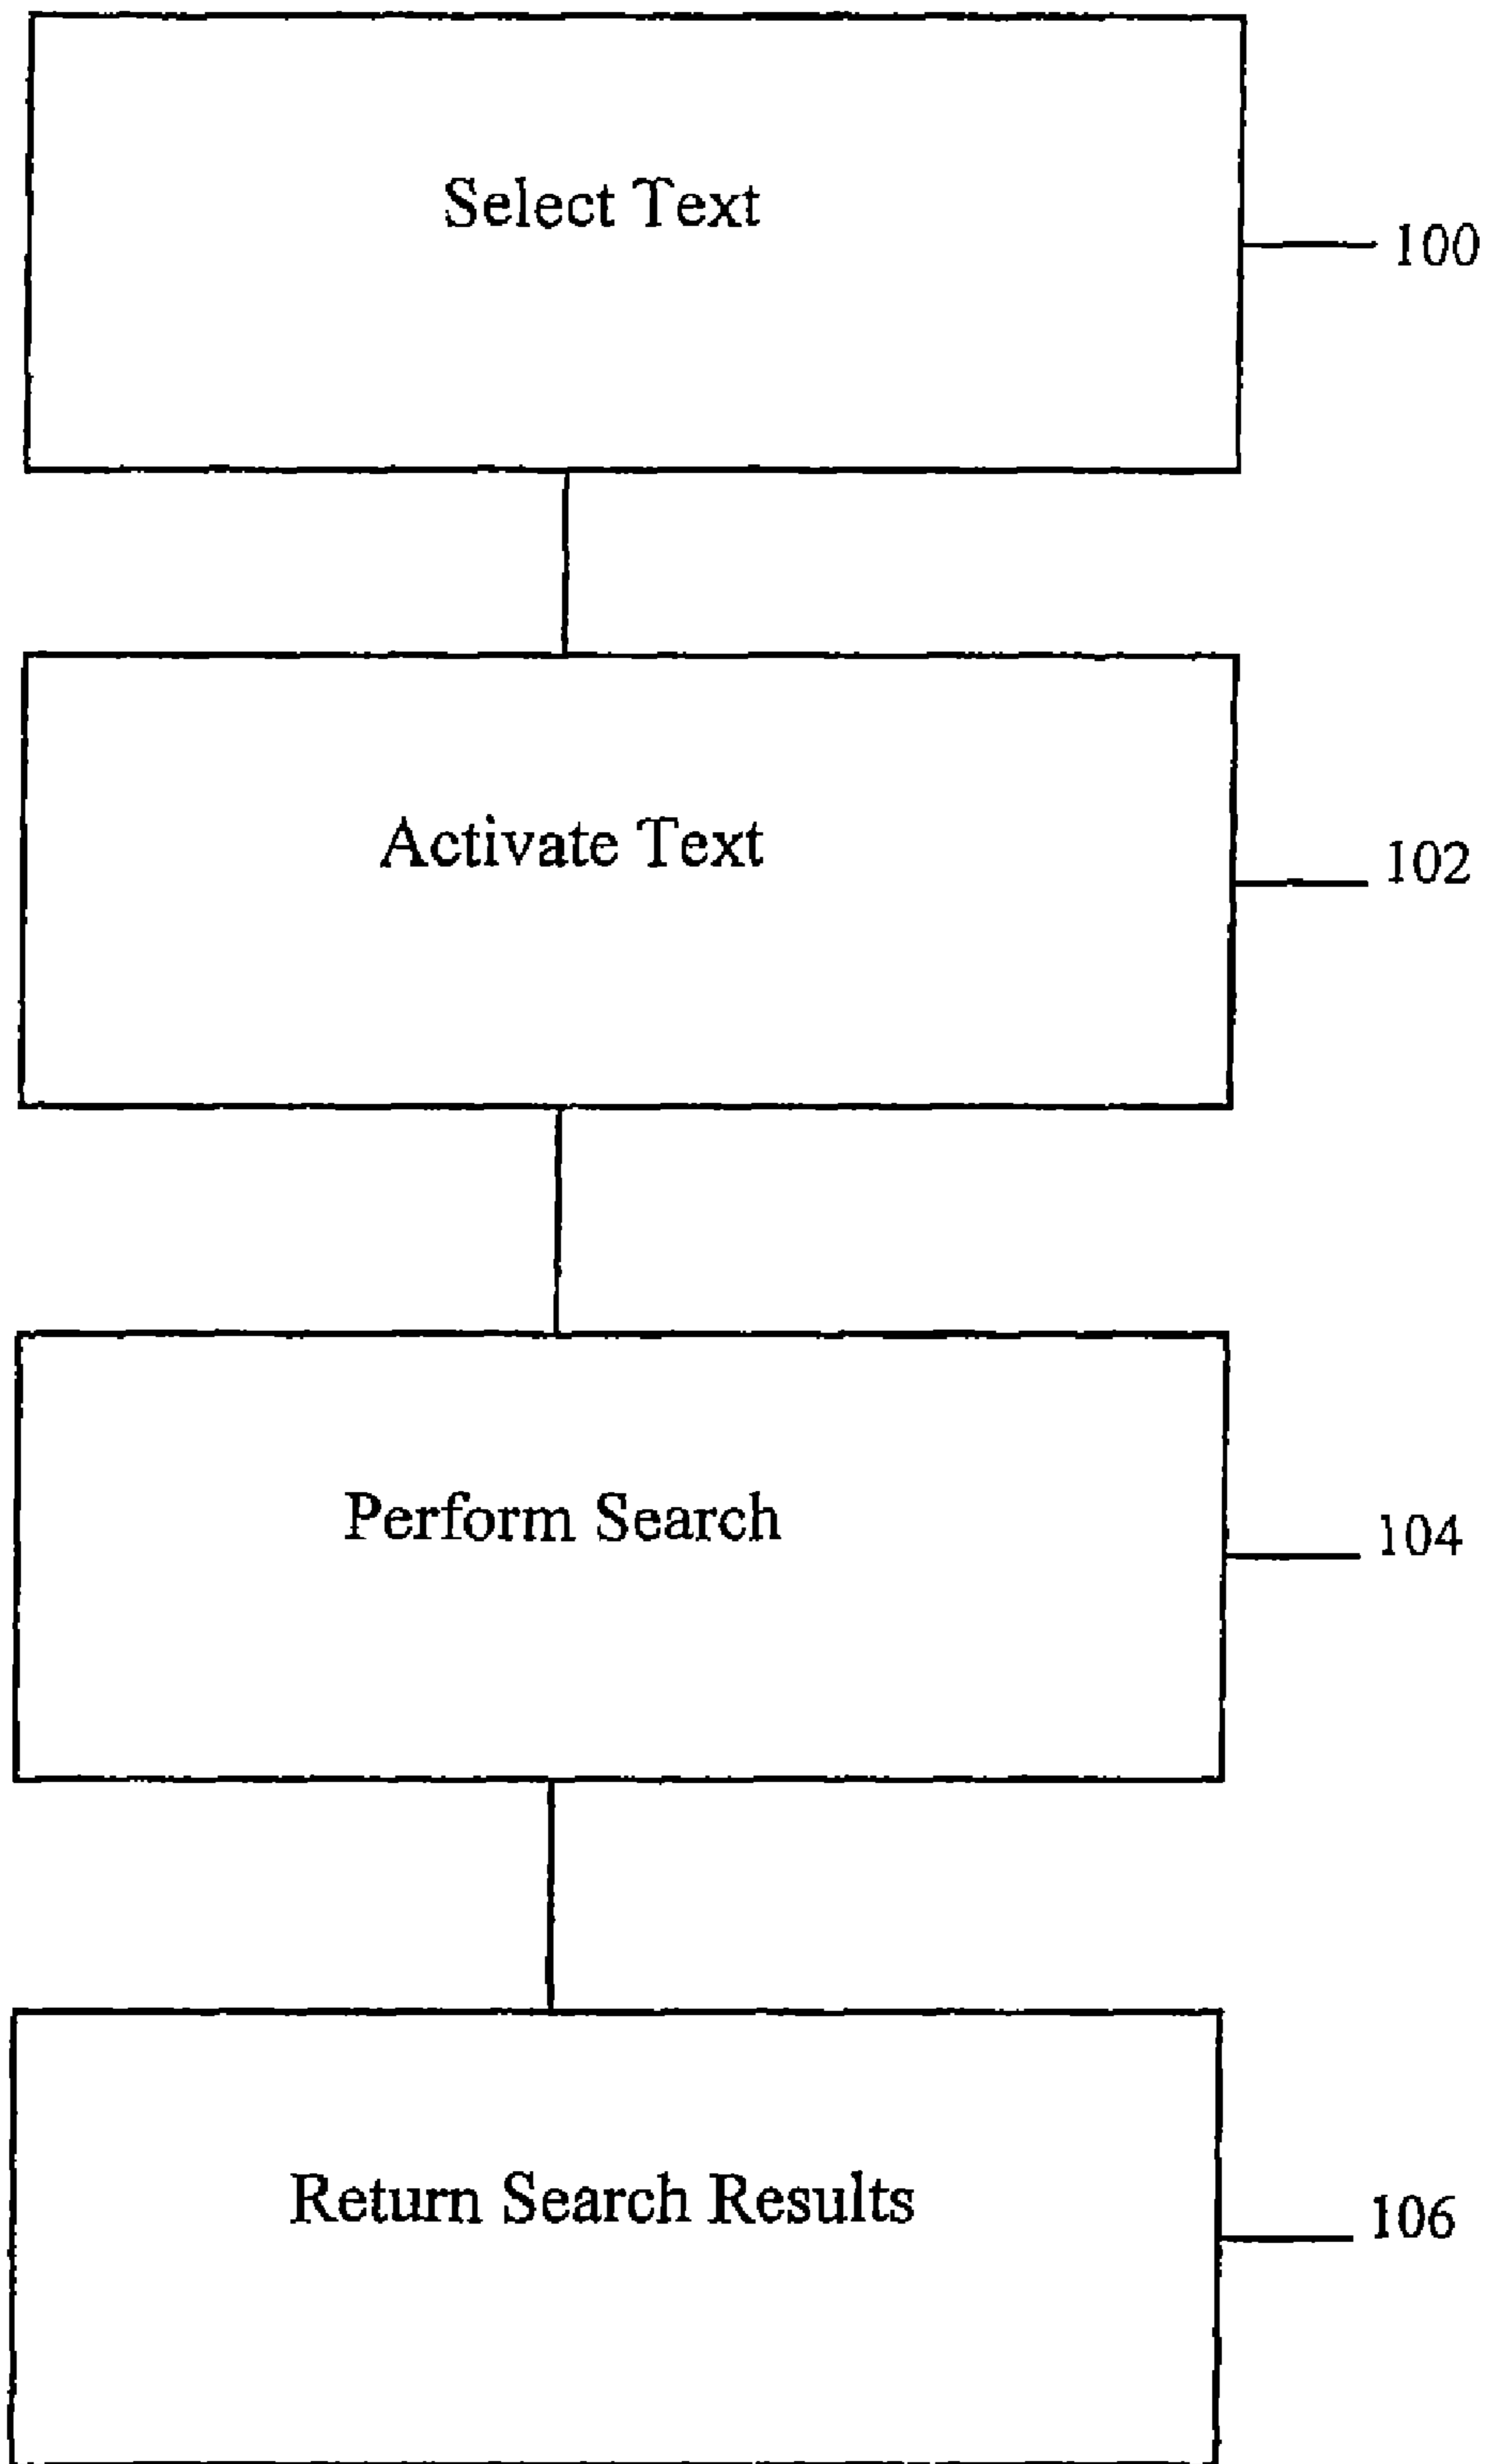 Select Text
100
Activate Text
102
Perform Search
104
Return Search Results
106